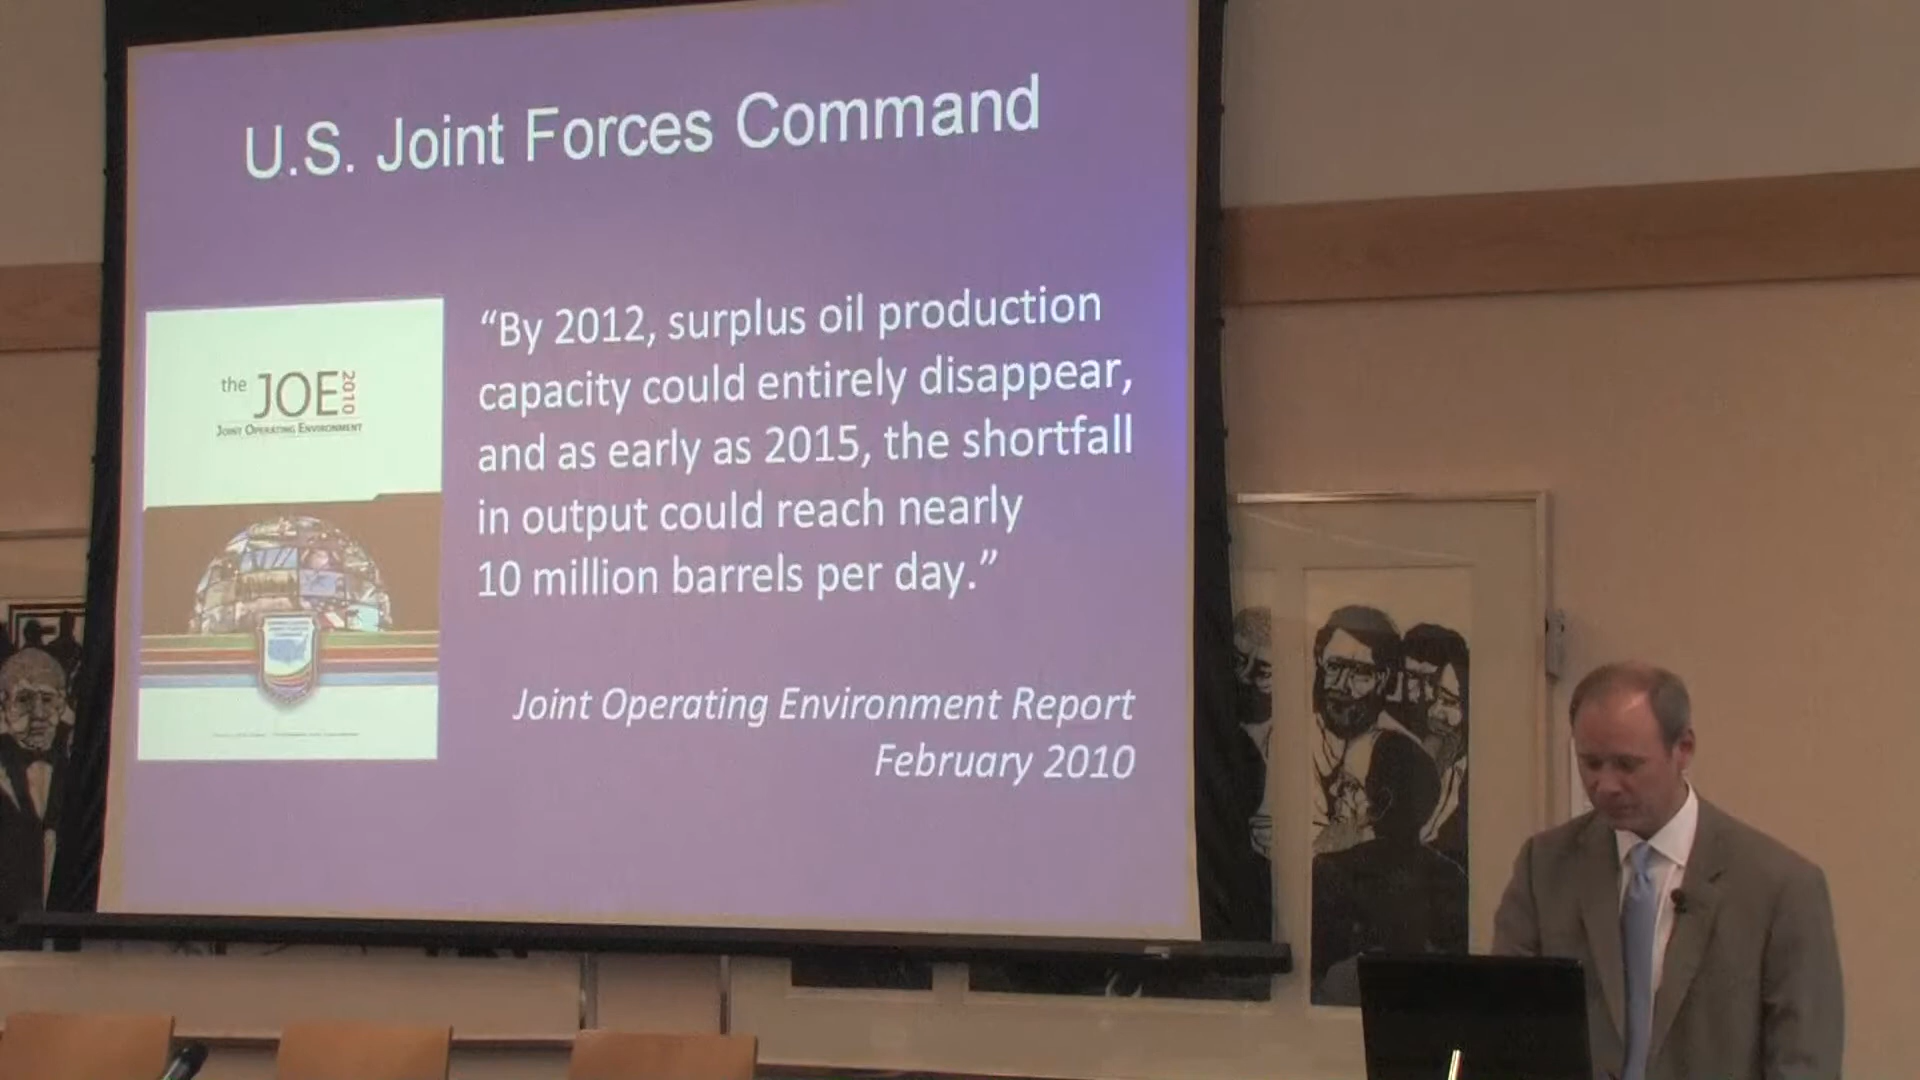 U.S. Joint Forces Command
the JOE 2010
JOINT OPERATING ENVIRONMENT
“By 2012, surplus oil production
capacity could entirely disappear,
and as early as 2015, the shortfall
in output could reach nearly
10 million barrels per day.”
Joint Operating Environment Report
February 2010